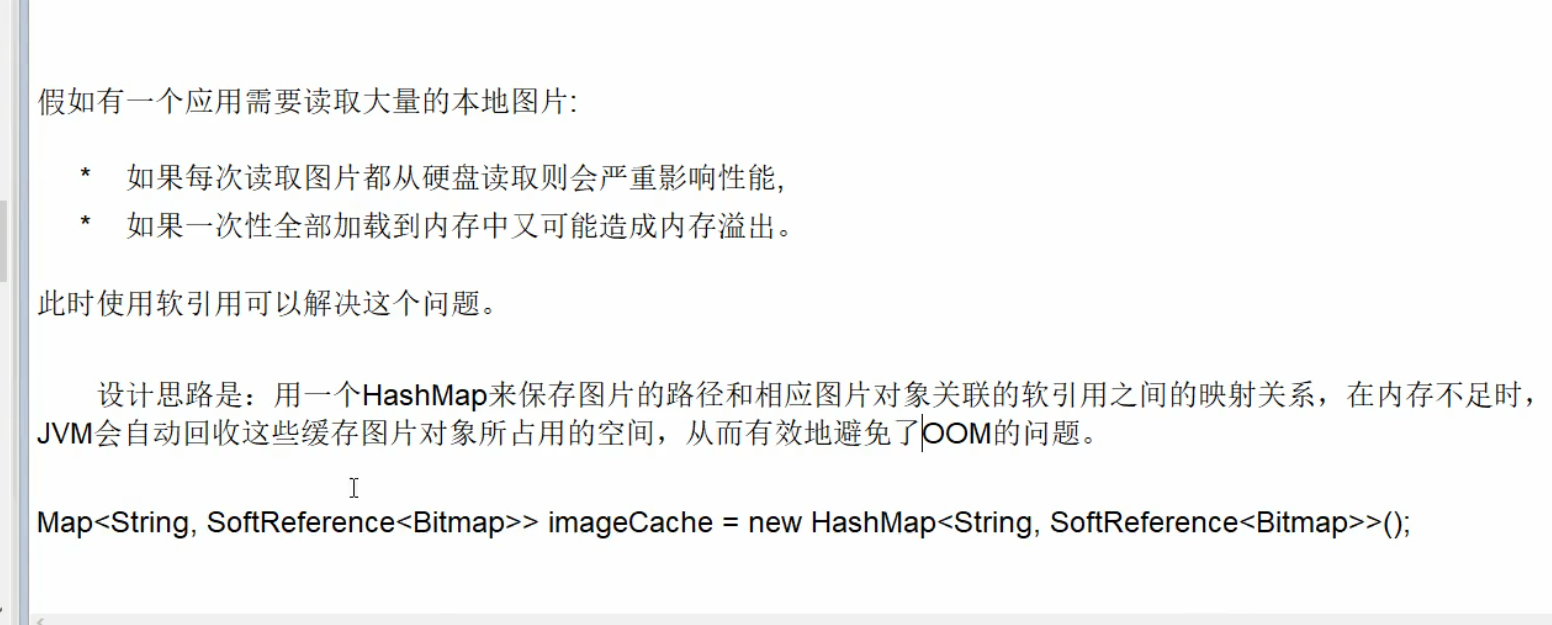 假如有一个应用需要读取大量的本地图片:
* 如果每次读取图片都从硬盘读取则会严重影响性能,
* 如果一次性全部加载到内存中又可能造成内存溢出。
此时使用软引用可以解决这个问题。
设计思路是：用一个HashMap来保存图片的路径和相应图片对象关联的软引用之间的映射关系，在内存不足时，
JVM会自动回收这些缓存图片对象所占用的空间，从而有效地避免了OOM的问题。
Map<String, SoftReference<Bitmap>> imageCache = new HashMap<String, SoftReference<Bitmap>>();